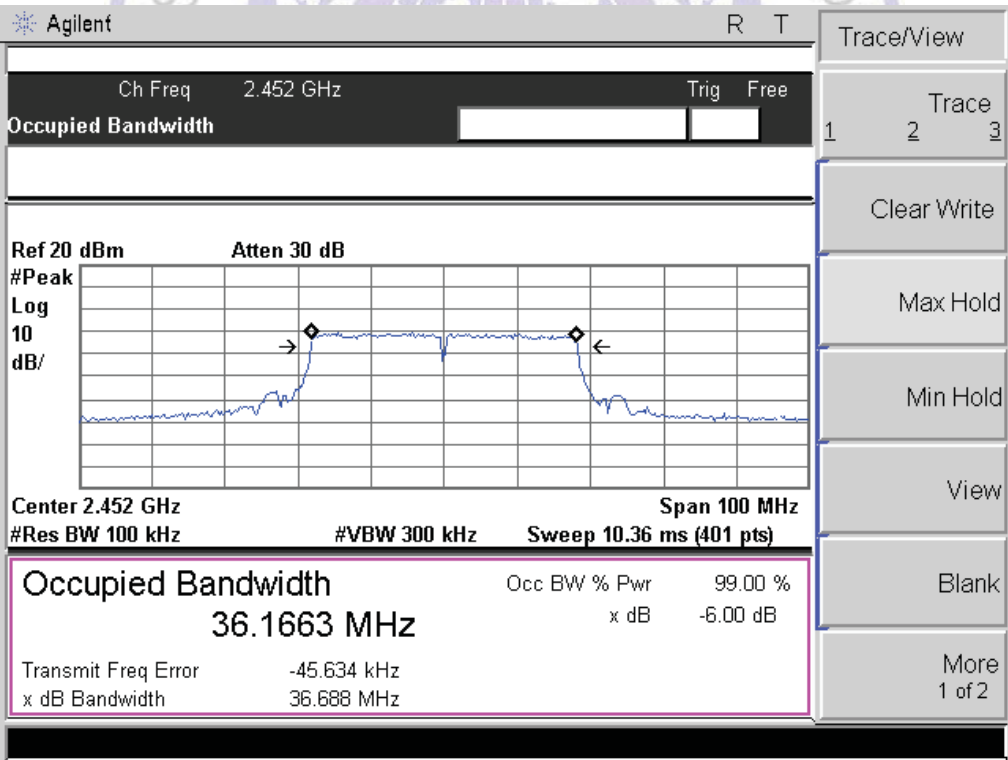 Agilent R T
Ch Freq 2.452 GHz Trig Free
Occupied Bandwidth
Ref 20 dBm Atten 30 dB
#Peak
Log
10
dB/
Center 2.452 GHz Span 100 MHz
#Res BW 100 kHz #VBW 300 kHz Sweep 10.36 ms (401 pts)
Occupied Bandwidth Occ BW % Pwr 99.00 %
36.1663 MHz x dB -6.00 dB
Transmit Freq Error -45.634 kHz
x dB Bandwidth 36.688 MHz
Trace/View
Trace
1 2 3
Clear Write
Max Hold
Min Hold
View
Blank
More
1 of 2